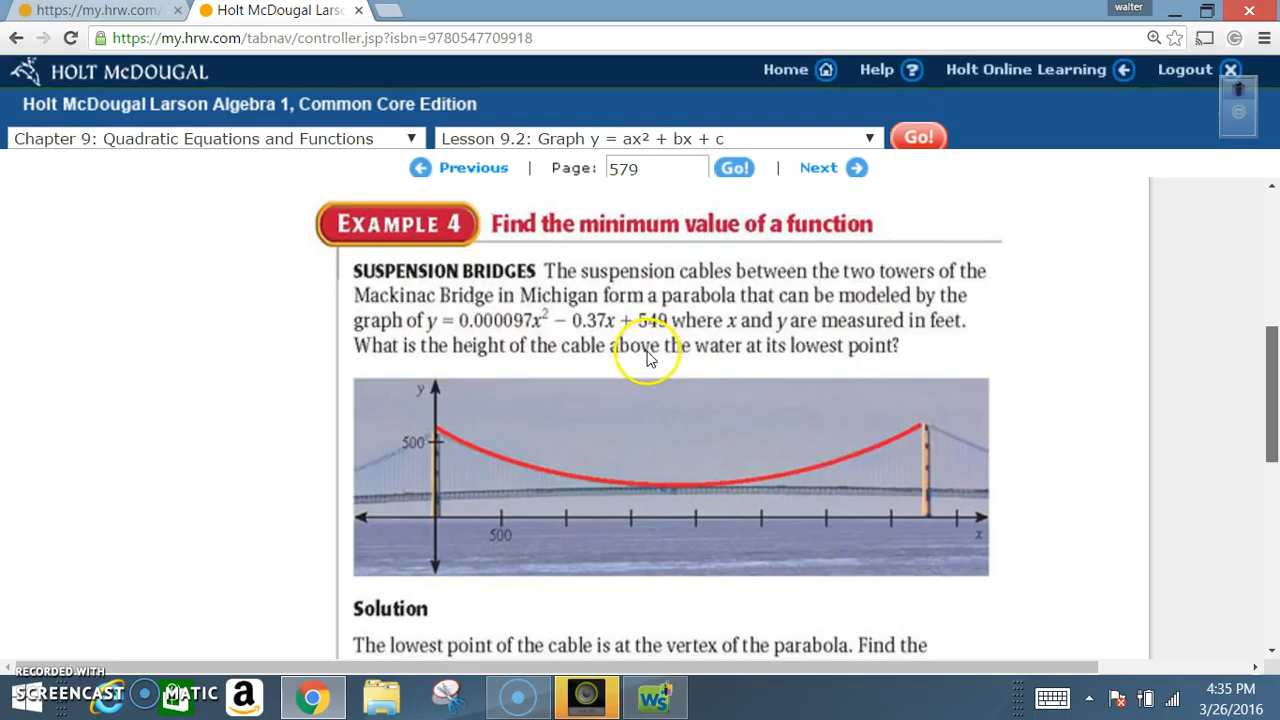 https://my.hrw.com/tabnav × Holt McDougal Lars × walter
https://my.hrw.com/tabnav/controller.jsp?isbn=9780547709918
HOLT MCDOUGAL Home Help ? Holt Online Learning Logout X
Holt McDougal Larson Algebra 1, Common Core Edition
Chapter 9: Quadratic Equations and Functions Lesson 9.2: Graph y = ax² + bx + c Go!
Previous | Page: 579 Go! | Next
EXAMPLE 4 Find the minimum value of a function
SUSPENSION BRIDGES The suspension cables between the two towers of the
Mackinac Bridge in Michigan form a parabola that can be modeled by the
graph of y = 0.000097x² − 0.37x + 549 where x and y are measured in feet.
What is the height of the cable above the water at its lowest point?
y
500
500
x
Solution
The lowest point of the cable is at the vertex of the parabola. Find the
RECORDED WITH
SCREENCAST MATIC
4:35 PM
3/26/2016